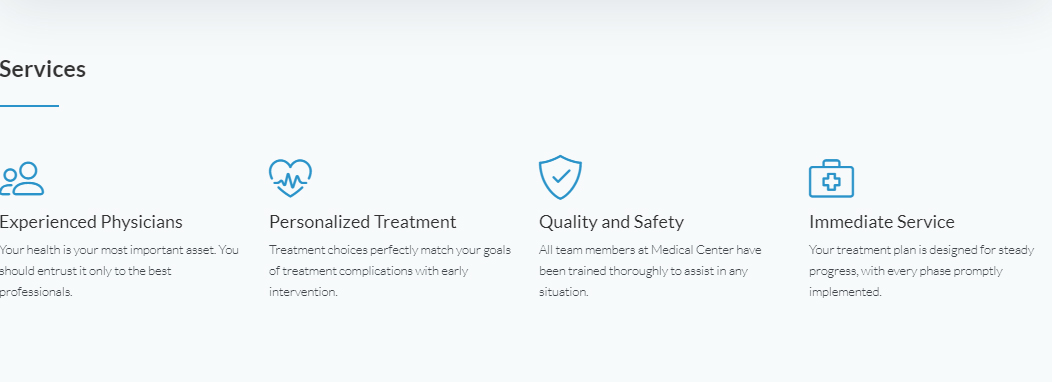 Services
Experienced Physicians
Your health is your most important asset. You
should entrust it only to the best
professionals.
Personalized Treatment
Treatment choices perfectly match your goals
of treatment complications with early
intervention.
Quality and Safety
All team members at Medical Center have
been trained thoroughly to assist in any
situation.
Immediate Service
Your treatment plan is designed for steady
progress, with every phase promptly
implemented.